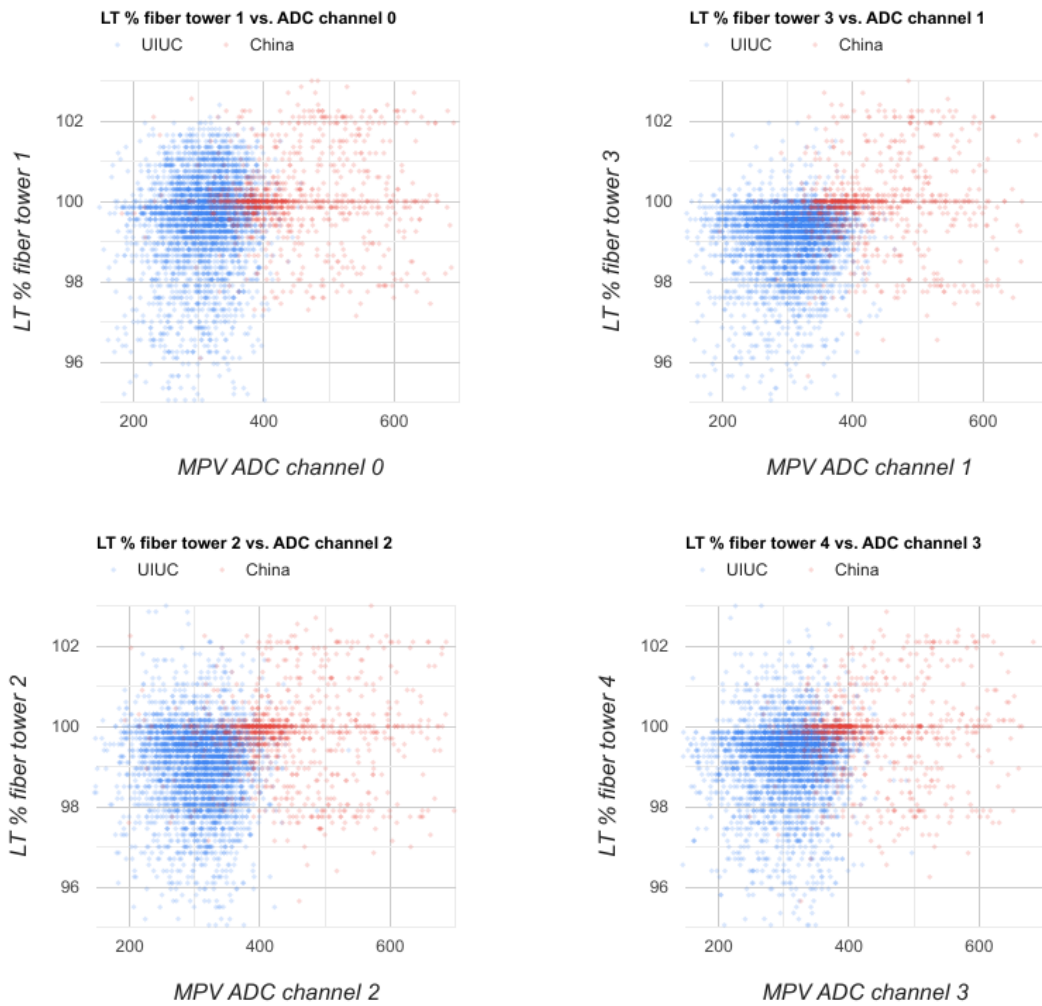 LT % fiber tower 1 vs. ADC channel 0
UIUC China
102
100
98
96
LT % fiber tower 1
200 400 600
MPV ADC channel 0
LT % fiber tower 3 vs. ADC channel 1
UIUC China
102
100
98
96
LT % fiber tower 3
200 400 600
MPV ADC channel 1
LT % fiber tower 2 vs. ADC channel 2
UIUC China
102
100
98
96
LT % fiber tower 2
200 400 600
MPV ADC channel 2
LT % fiber tower 4 vs. ADC channel 3
UIUC China
102
100
98
96
LT % fiber tower 4
200 400 600
MPV ADC channel 3